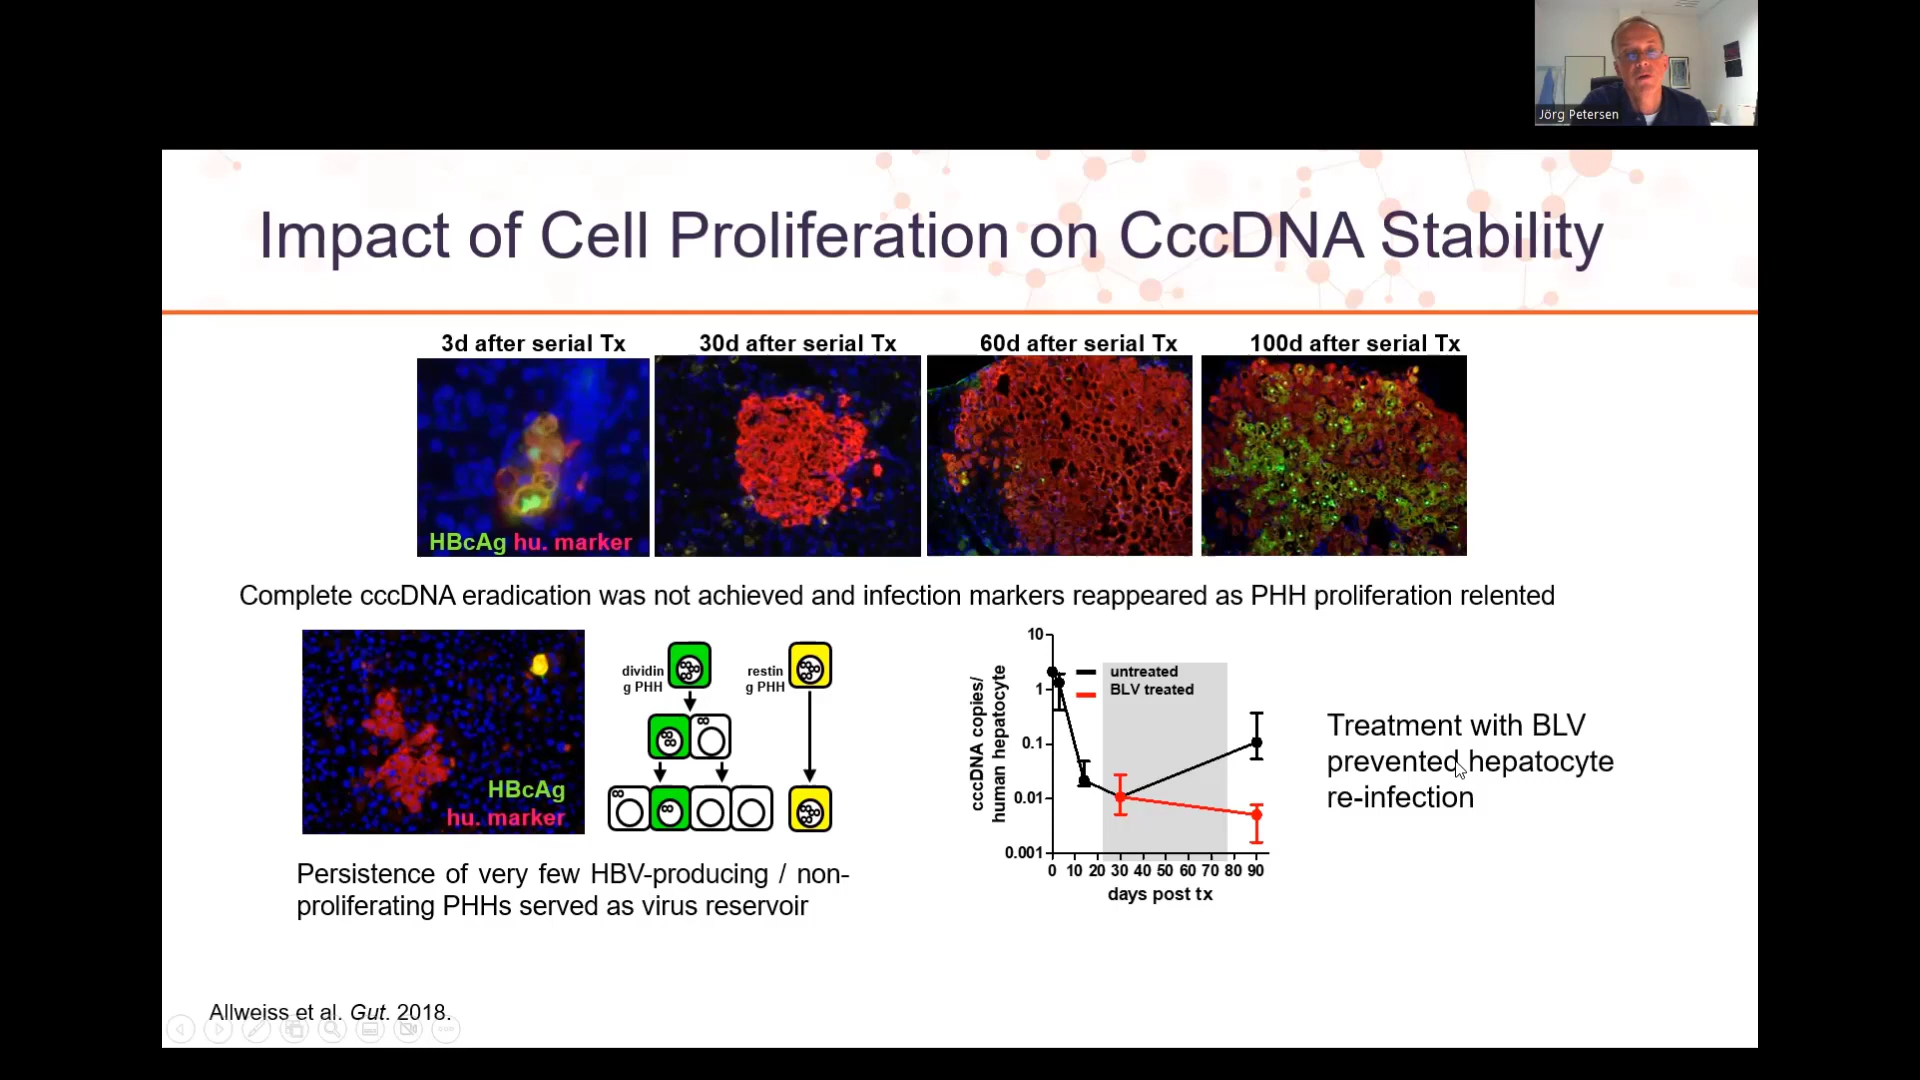 Jörg Petersen
Impact of Cell Proliferation on CccDNA Stability
3d after serial Tx
30d after serial Tx
60d after serial Tx
100d after serial Tx
HBcAg hu. marker
Complete cccDNA eradication was not achieved and infection markers reappeared as PHH proliferation relented
HBcAg
hu. marker
dividin
g PHH
restin
g PHH
Persistence of very few HBV-producing / non-
proliferating PHHs served as virus reservoir
cccDNA copies/
human hepatocyte
10
1
0.1
0.01
0.001
untreated
BLV treated
0 10 20 30 40 50 60 70 80 90
days post tx
Treatment with BLV
prevented hepatocyte
re-infection
Allweiss et al. Gut. 2018.